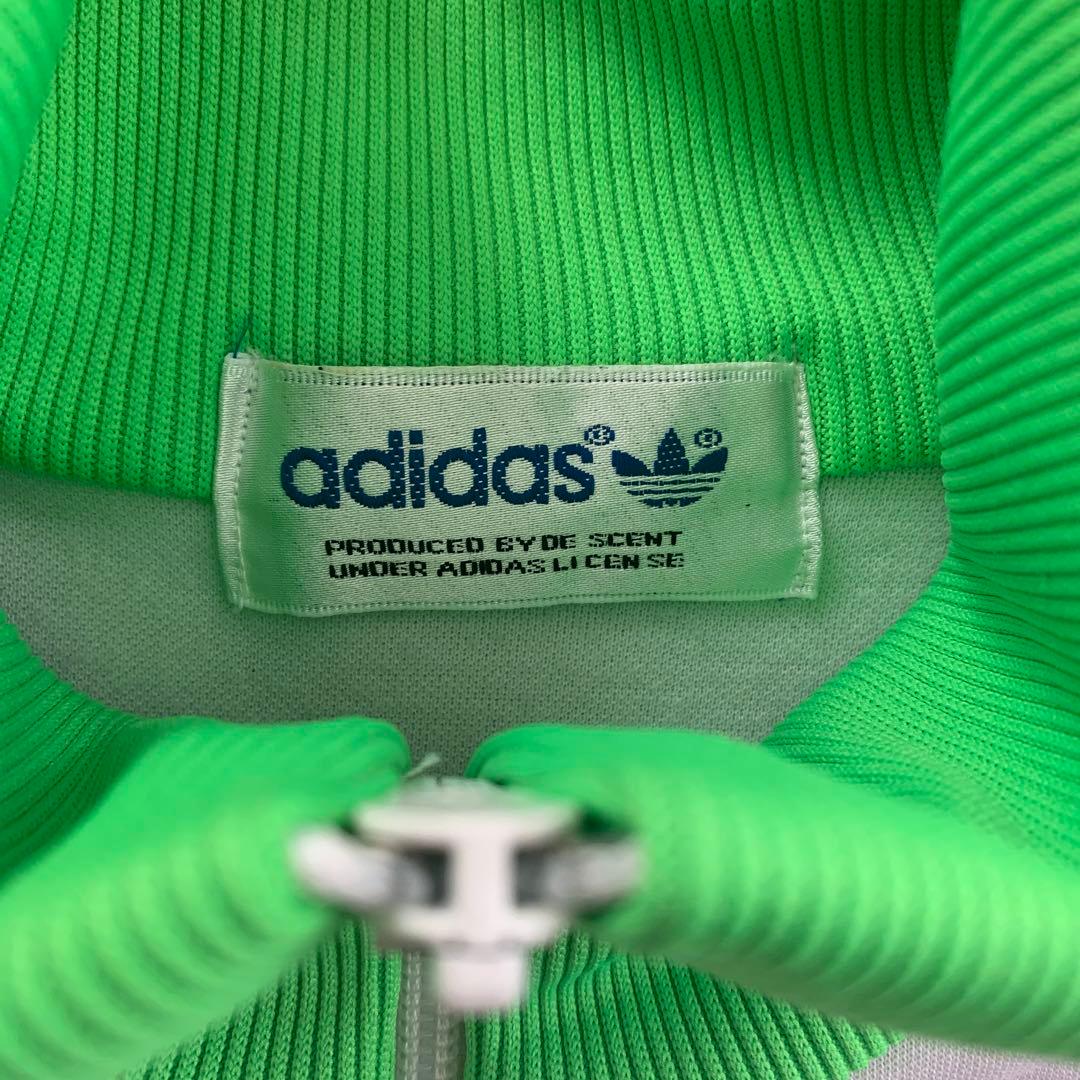 adidas®®
PRODUCED BY DE SCENT
UNDER ADIDAS LI CEN SE